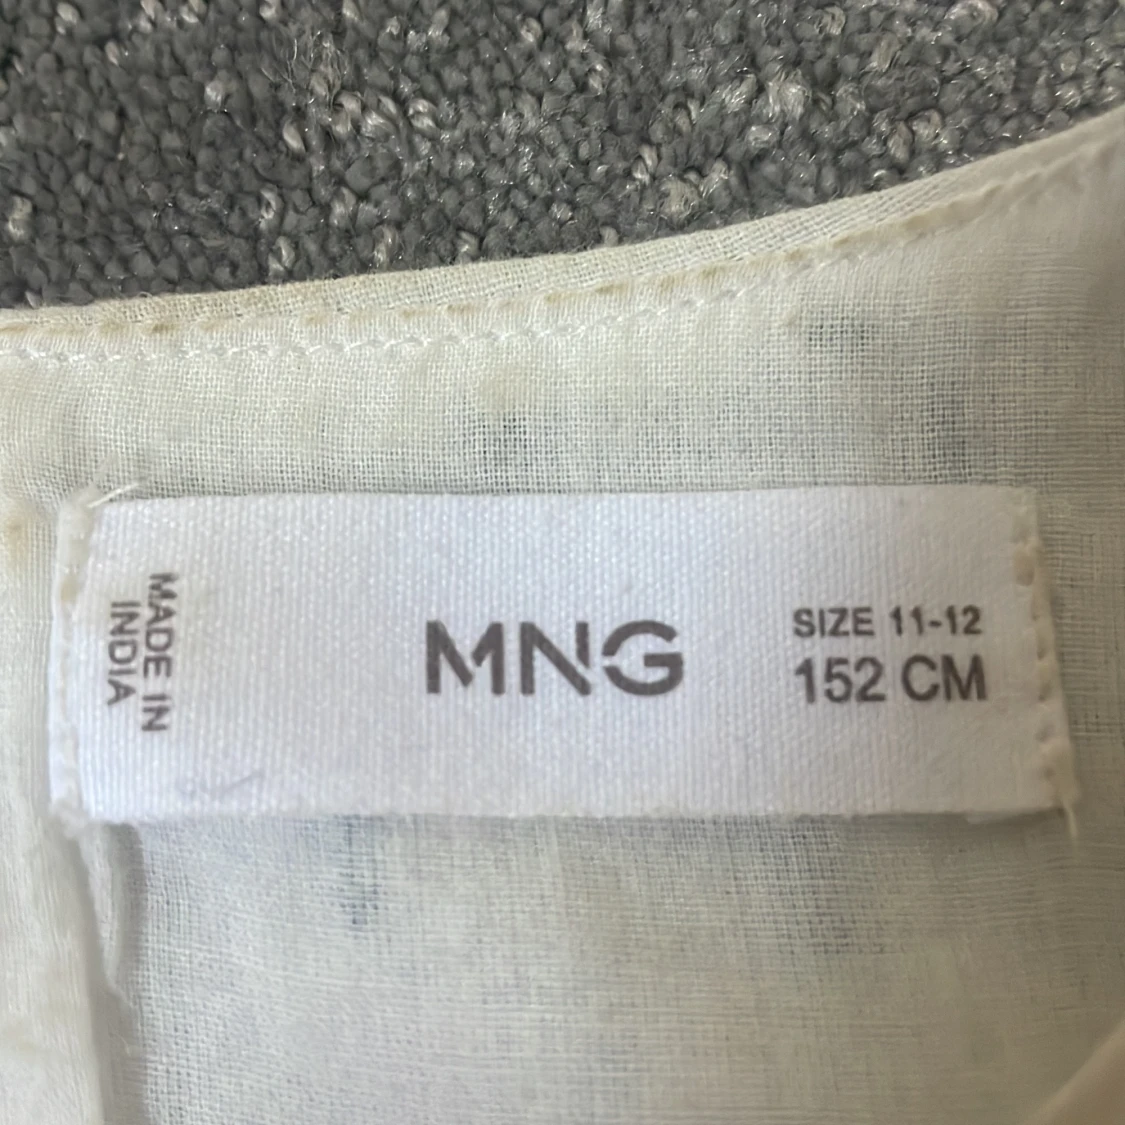 MADE IN
INDIA
MNG
SIZE 11-12
152 CM